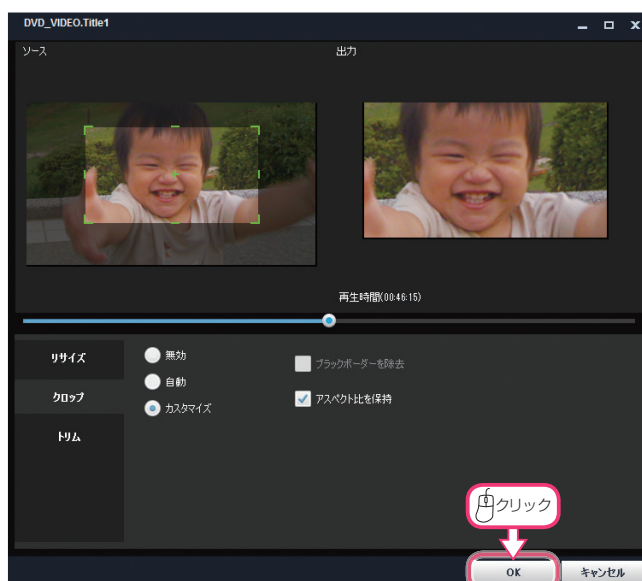 DVD_VIDEO.Title1
ソース
出力
再生時間(00:46:15)
リサイズ
無効
ブラックボーダーを除去
自動
クロップ
カスタマイズ
アスペクト比を保持
トリム
クリック
OK
キャンセル